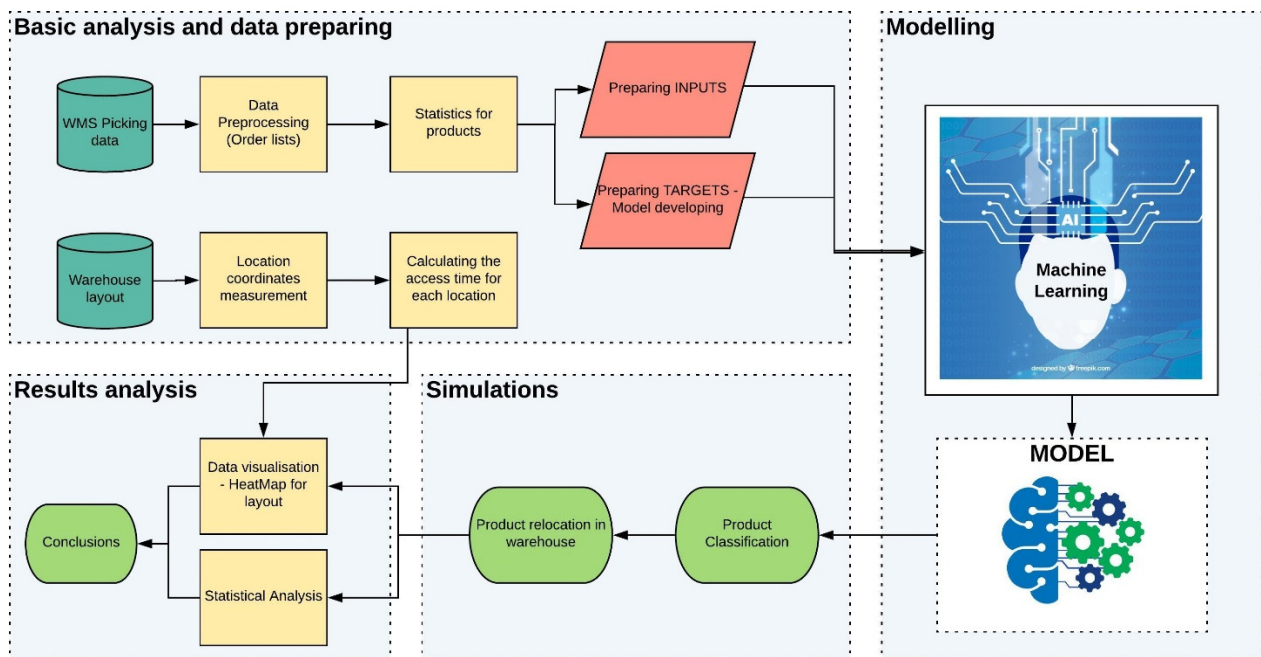 Basic analysis and data preparing
WMS Picking
data
Data
Preprocessing
(Order lists)
Statistics for
products
Preparing INPUTS
Preparing TARGETS -
Model developing
Warehouse
layout
Location
coordinates
measurement
Calculating the
access time for
each location
Modelling
AI
Machine
Learning
designed by freepik.com
MODEL
Results analysis
Data visualisation
- HeatMap for
layout
Conclusions
Statistical Analysis
Simulations
Product relocation in
warehouse
Product
Classification